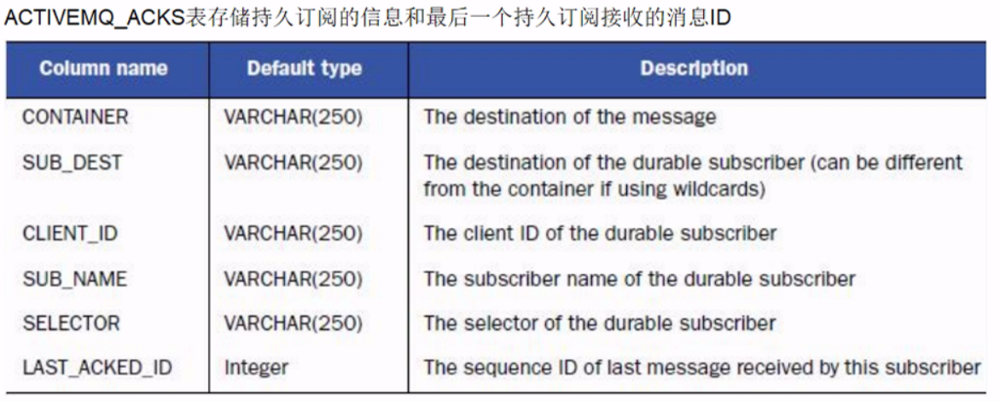 ACTIVEMQ_ACKS表存储持久订阅的信息和最后一个持久订阅接收的消息ID
Column name Default type Description
CONTAINER VARCHAR(250) The destination of the message
SUB_DEST VARCHAR(250) The destination of the durable subscriber (can be different
from the container if using wildcards)
CLIENT_ID VARCHAR(250) The client ID of the durable subscriber
SUB_NAME VARCHAR(250) The subscriber name of the durable subscriber
SELECTOR VARCHAR(250) The selector of the durable subscriber
LAST_ACKED_ID Integer The sequence ID of last message received by this subscriber